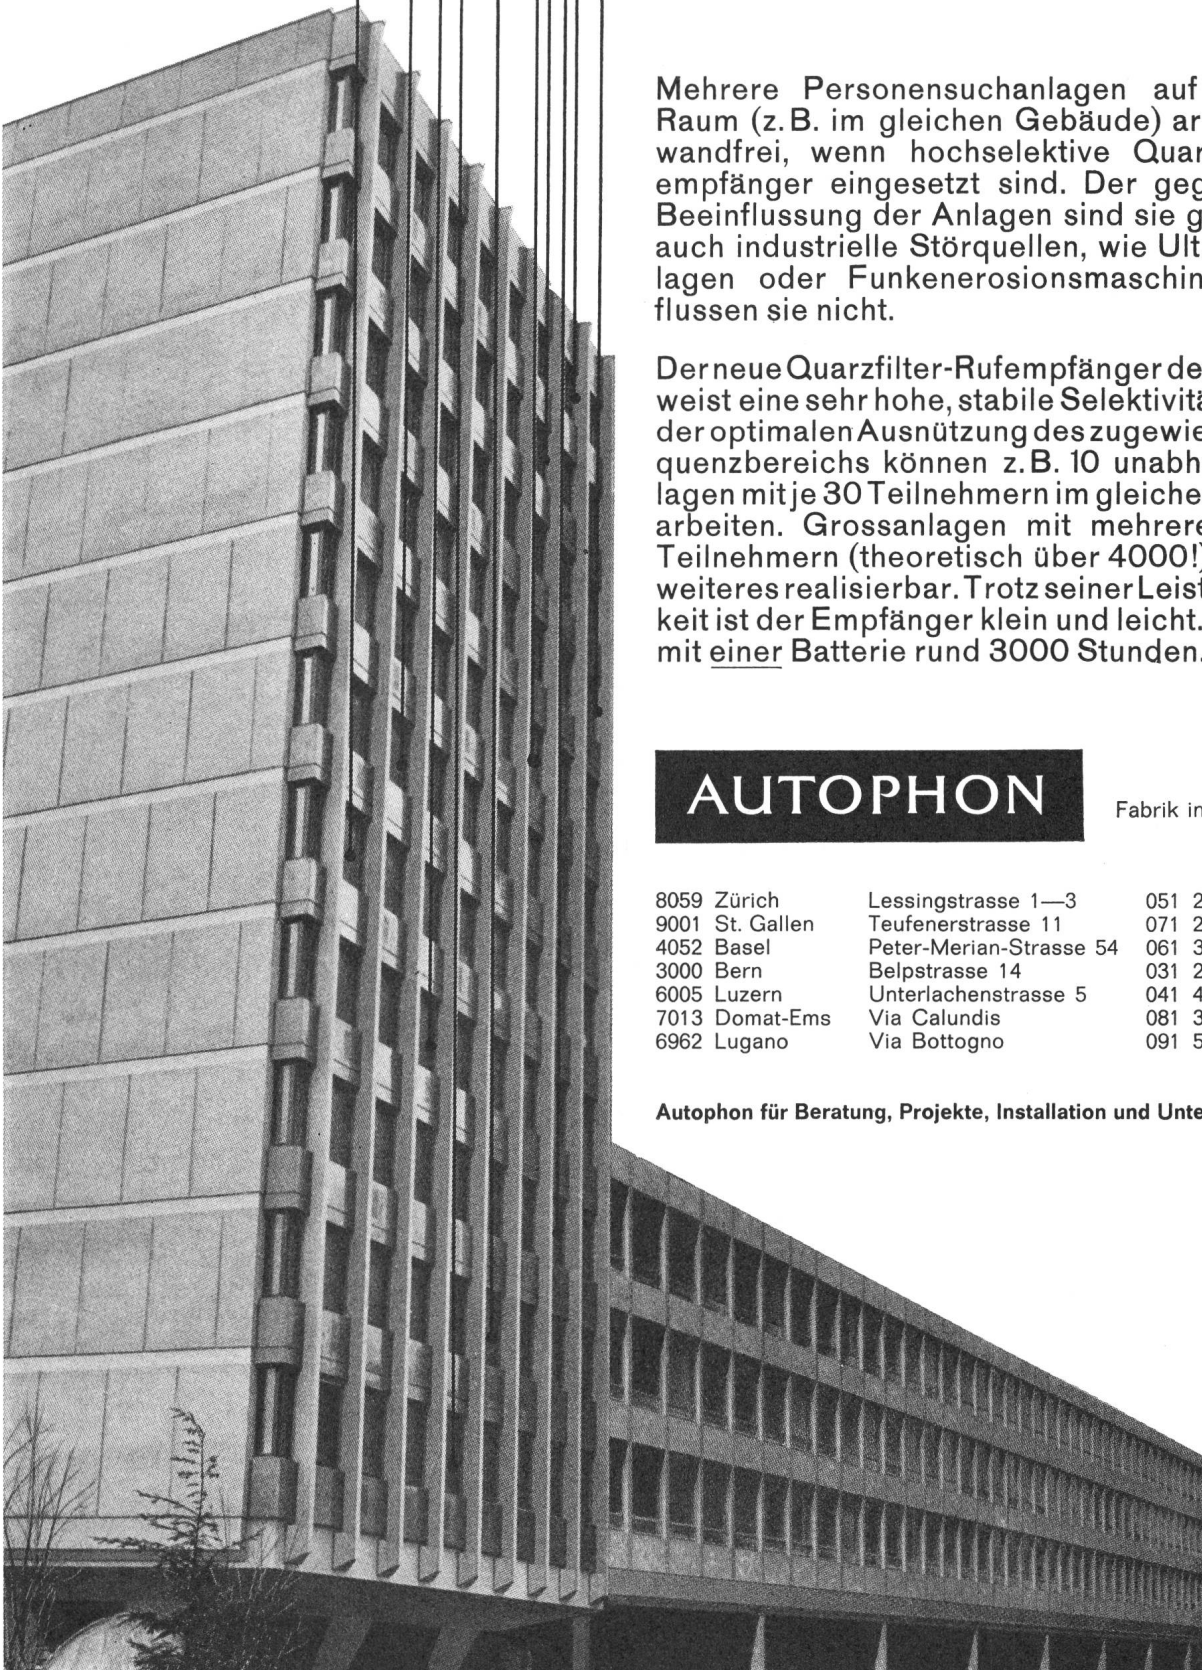 Mehrere Personensuchanlagen auf
Raum (z.B. im gleichen Gebäude) ar
wandfrei, wenn hochselektive Quar
empfänger eingesetzt sind. Der geg
Beeinflussung der Anlagen sind sie g
auch industrielle Störquellen, wie Ult
lagen oder Funkenerosionsmaschin
flussen sie nicht.
Der neue Quarzfilter-Rufempfänger de
weist eine sehr hohe, stabile Selektivitä
der optimalen Ausnützung des zugewie
quenzbereichs können z.B. 10 unabh
lagen mit je 30 Teilnehmern im gleiche
arbeiten. Grossanlagen mit mehrere
Teilnehmern (theoretisch über 4000!)
weiteres realisierbar. Trotz seiner Leist
keit ist der Empfänger klein und leicht.
mit einer Batterie rund 3000 Stunden.
AUTOPHON
Fabrik in
8059 Zürich Lessingstrasse 1—3 051 2
9001 St. Gallen Teufenerstrasse 11 071 2
4052 Basel Peter-Merian-Strasse 54 061 3
3000 Bern Belpstrasse 14 031 2
6005 Luzern Unterlachenstrasse 5 041 4
7013 Domat-Ems Via Calundis 081 3
6962 Lugano Via Bottogno 091 5
Autophon für Beratung, Projekte, Installation und Unte